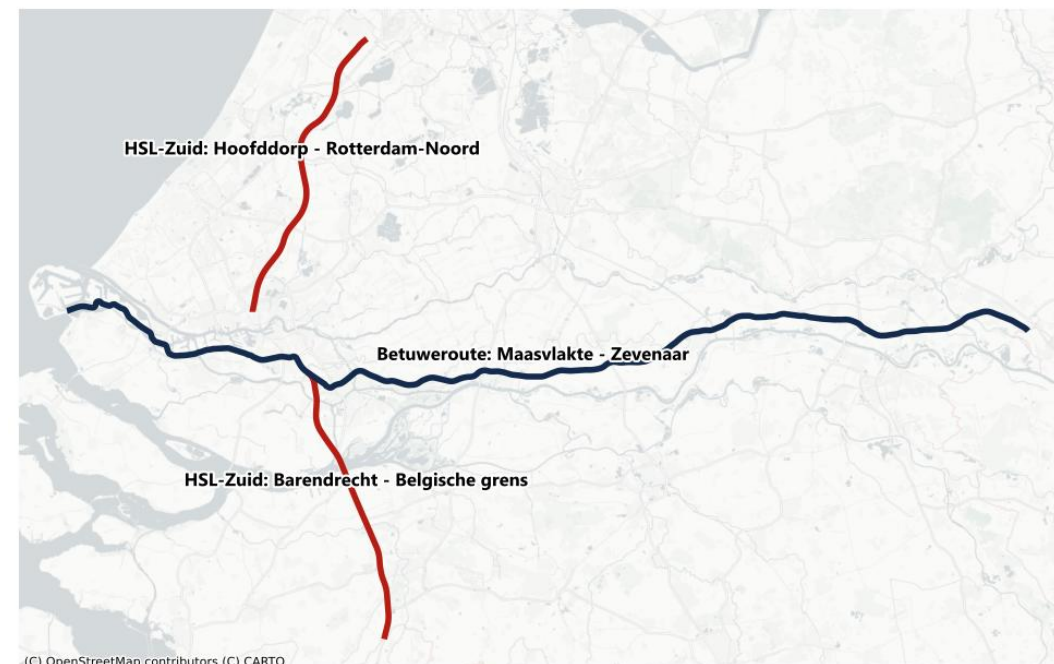 HSL-Zuid: Hoofddorp - Rotterdam-Noord
Betuweroute: Maasvlakte - Zevenaar
HSL-Zuid: Barendrecht - Belgische grens
(C) OpenStreetMap contributors (C) CARTO